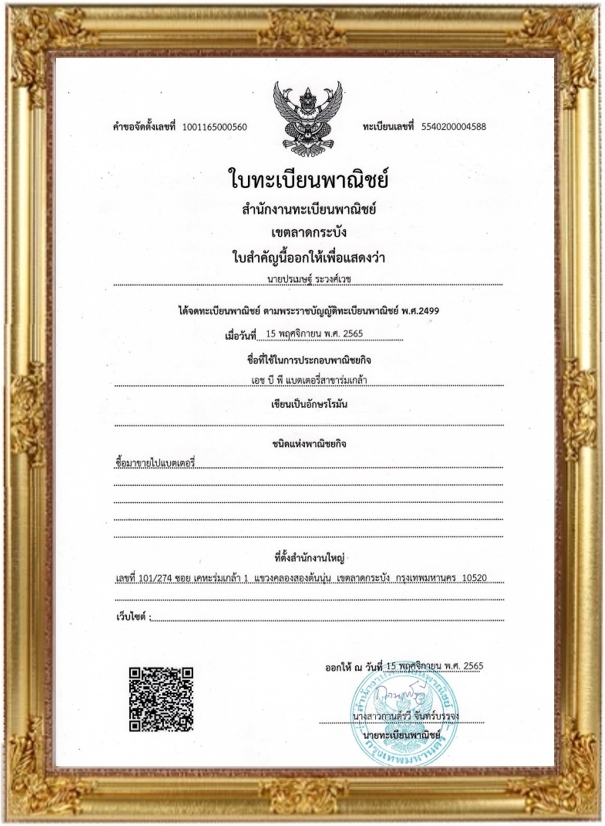 คำขอจัดตั้งเลขที่ 1001165000560 ทะเบียนเลขที่ 5540200004588
ใบทะเบียนพาณิชย์
สำนักงานทะเบียนพาณิชย์
เขตลาดกระบัง
ใบสำคัญนี้ออกให้เพื่อแสดงว่า
นายปรเมษฐ์ ระวงค์เวช
ได้จดทะเบียนพาณิชย์ ตามพระราชบัญญัติทะเบียนพาณิชย์ พ.ศ.2499
เมื่อวันที่ 15 พฤศจิกายน พ.ศ. 2565
ชื่อที่ใช้ในการประกอบพาณิชยกิจ
เอช บี พี แบตเตอรี่สาขาร่มเกล้า
เขียนเป็นอักษรโรมัน
ชนิดแห่งพาณิชยกิจ
ซื้อมาขายไปแบตเตอรี่
ที่ตั้งสำนักงานใหญ่
เลขที่ 101/274 ซอย เคหะร่มเกล้า 1 แขวงคลองสองต้นนุ่น เขตลาดกระบัง กรุงเทพมหานคร 10520
เว็บไซต์ :
ออกให้ ณ วันที่ 15 พฤศจิกายน พ.ศ. 2565
นางสาวกานต์รวี จันทร์บรรจง
นายทะเบียนพาณิชย์
กรุงเทพมหานคร